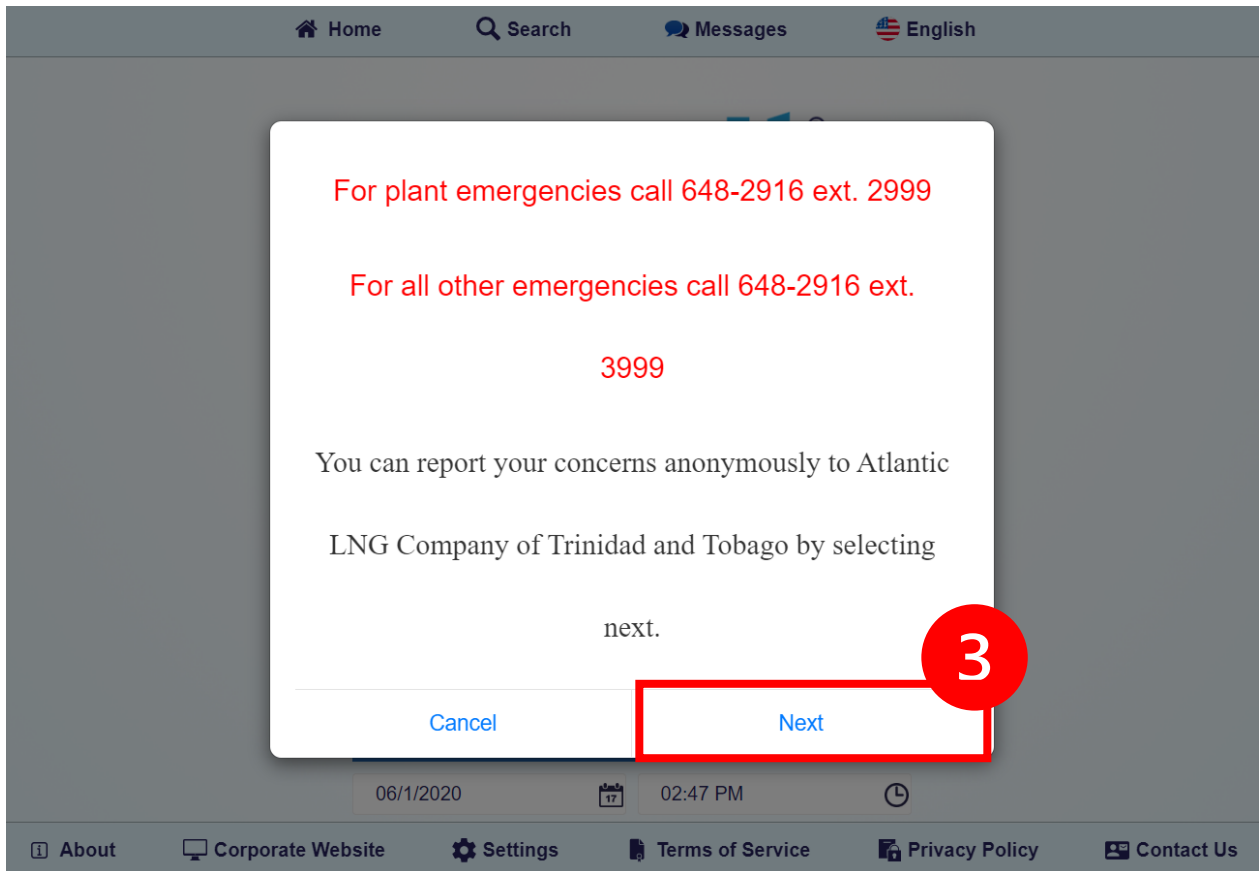 Home Search Messages English
For plant emergencies call 648-2916 ext. 2999
For all other emergencies call 648-2916 ext.
3999
You can report your concerns anonymously to Atlantic
LNG Company of Trinidad and Tobago by selecting
next.
3
Cancel Next
06/1/2020 17 02:47 PM
About Corporate Website Settings Terms of Service Privacy Policy Contact Us